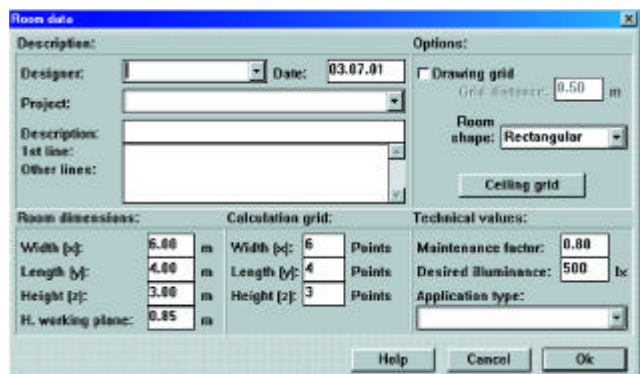 Room data
Description:
Designer:
Date: 03.07.01
Project:
Description:
1st line:
Other lines:
Options:
Drawing grid
Grid distance: 0.50 m
Room
shape: Rectangular
Ceiling grid
Room dimensions:
Width [x]: 6.00 m
Length [y]: 4.00 m
Height [z]: 3.00 m
H. working plane: 0.85 m
Calculation grid:
Width [x]: 6 Points
Length [y]: 4 Points
Height [z]: 3 Points
Technical values:
Maintenance factor: 0.80
Desired illuminance: 500 lx
Application type:
Help Cancel Ok